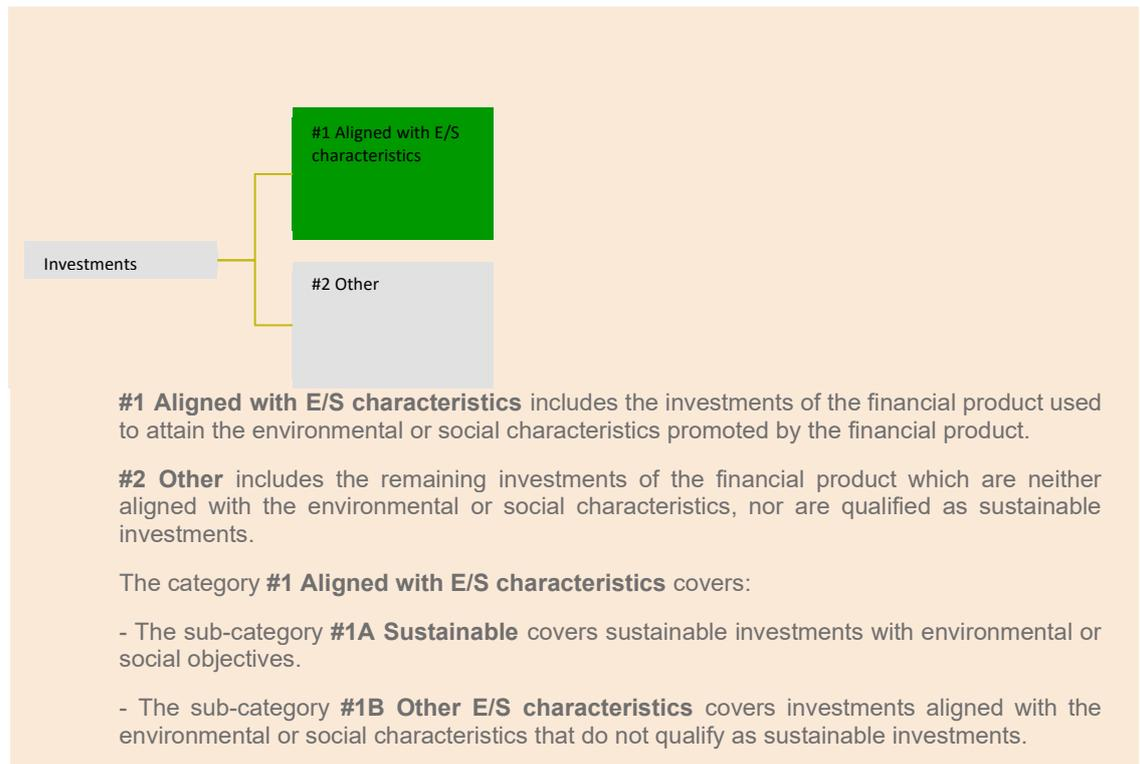 #1 Aligned with E/S
characteristics
Investments
#2 Other
#1 Aligned with E/S characteristics includes the investments of the financial product used
to attain the environmental or social characteristics promoted by the financial product.
#2 Other includes the remaining investments of the financial product which are neither
aligned with the environmental or social characteristics, nor are qualified as sustainable
investments.
The category #1 Aligned with E/S characteristics covers:
- The sub-category #1A Sustainable covers sustainable investments with environmental or
social objectives.
- The sub-category #1B Other E/S characteristics covers investments aligned with the
environmental or social characteristics that do not qualify as sustainable investments.